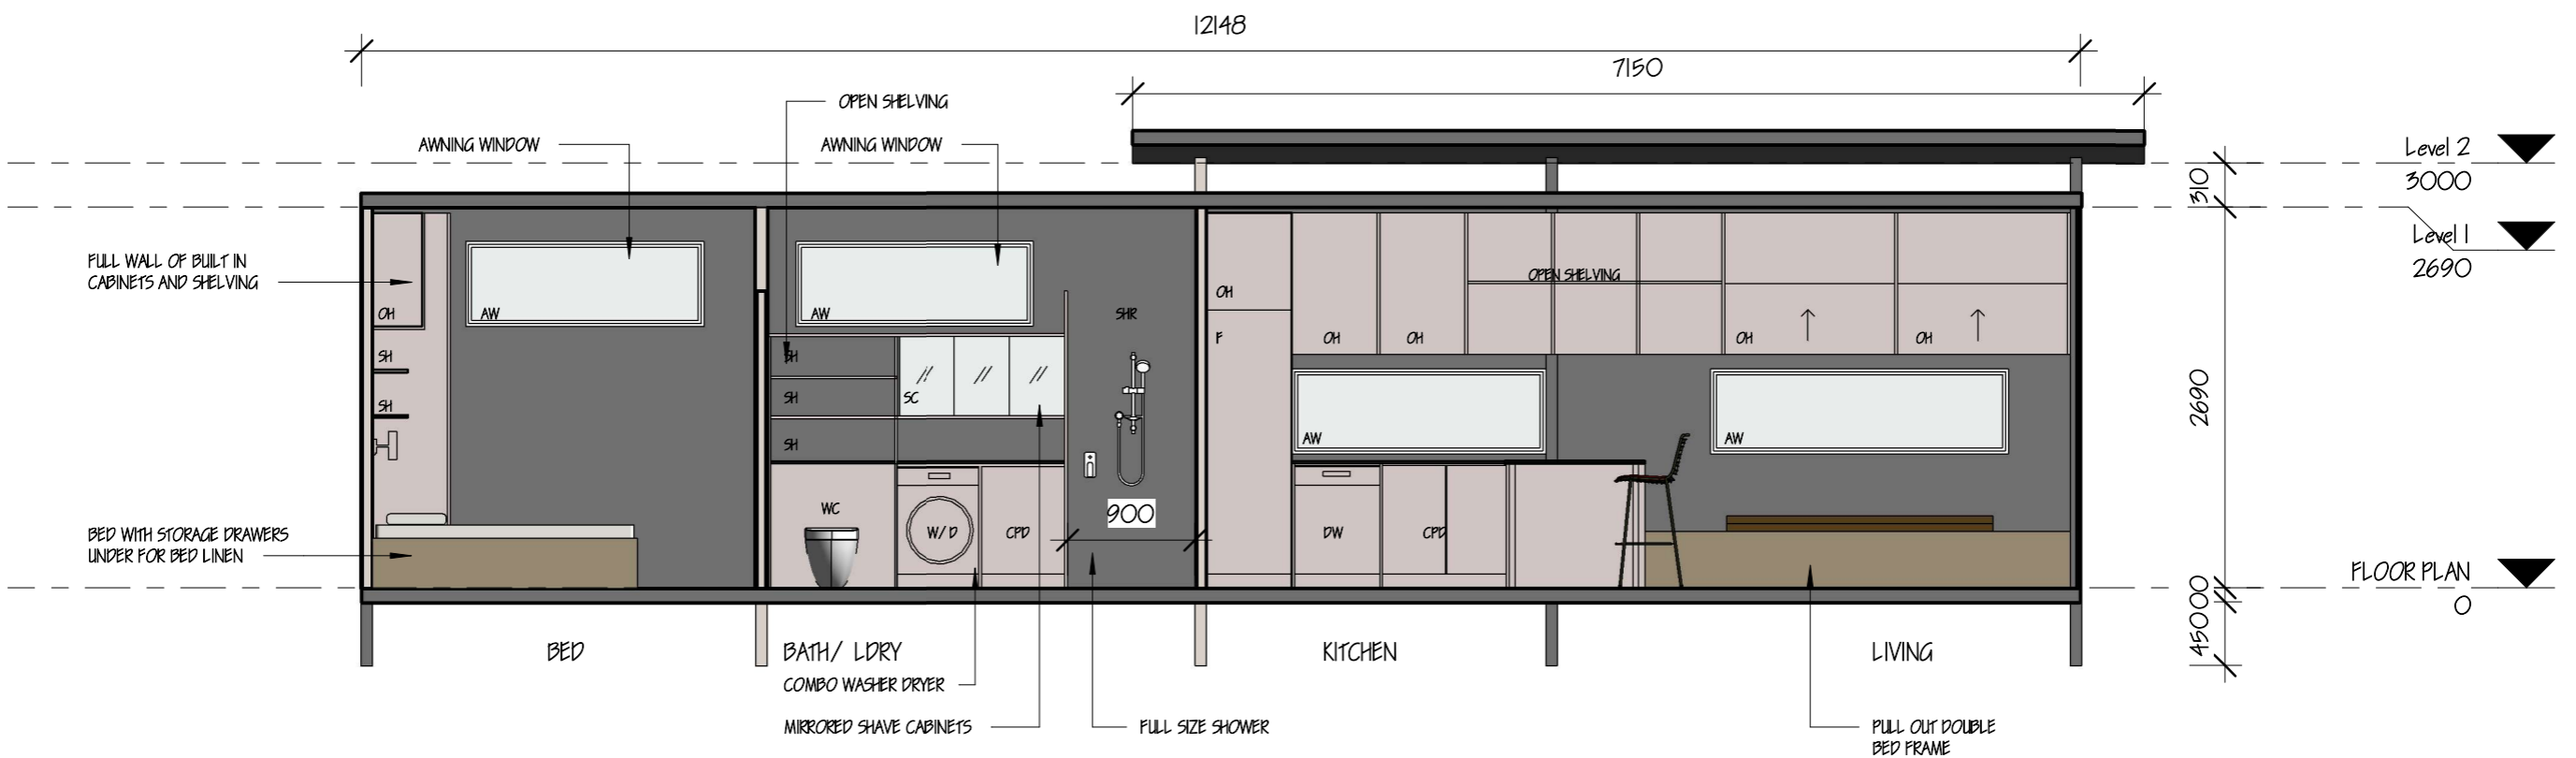 12148
7150
OPEN SHELVING
AWNING WINDOW
AWNING WINDOW
Level 2
3000
310
Level 1
2690
FULL WALL OF BUILT IN
CABINETS AND SHELVING
OH
AW
AW
SHR
OH
OPEN SHELVING
F
OH
OH
OH
OH
SH
SH
SH
SH
SC
SH
AW
AW
2690
WC
900
W/D
CPD
DW
CPD
BED WITH STORAGE DRAWERS
UNDER FOR BED LINEN
FLOOR PLAN
0
BED
BATH/ LDRY
KITCHEN
LIVING
COMBO WASHER DRYER
MIRRORED SHAVE CABINETS
FULL SIZE SHOWER
PULL OUT DOUBLE
BED FRAME